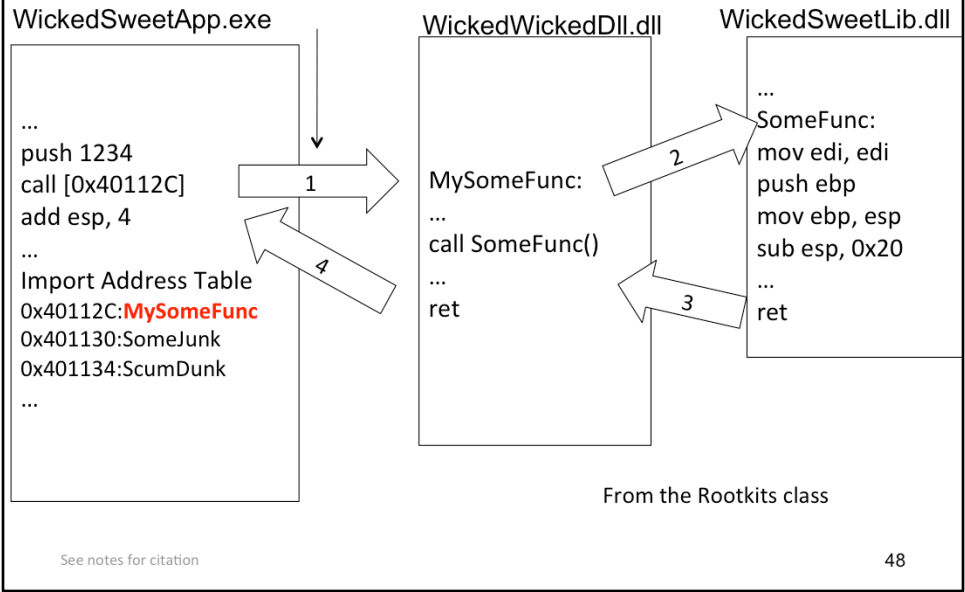 WickedSweetApp.exe
...
push 1234
call [0x40112C]
add esp, 4
...
Import Address Table
0x40112C:MySomeFunc
0x401130:SomeJunk
0x401134:ScumDunk
...
1
4
WickedWickedDll.dll
MySomeFunc:
...
call SomeFunc()
...
ret
2
3
WickedSweetLib.dll
...
SomeFunc:
mov edi, edi
push ebp
mov ebp, esp
sub esp, 0x20
...
ret
From the Rootkits class
See notes for citation
48